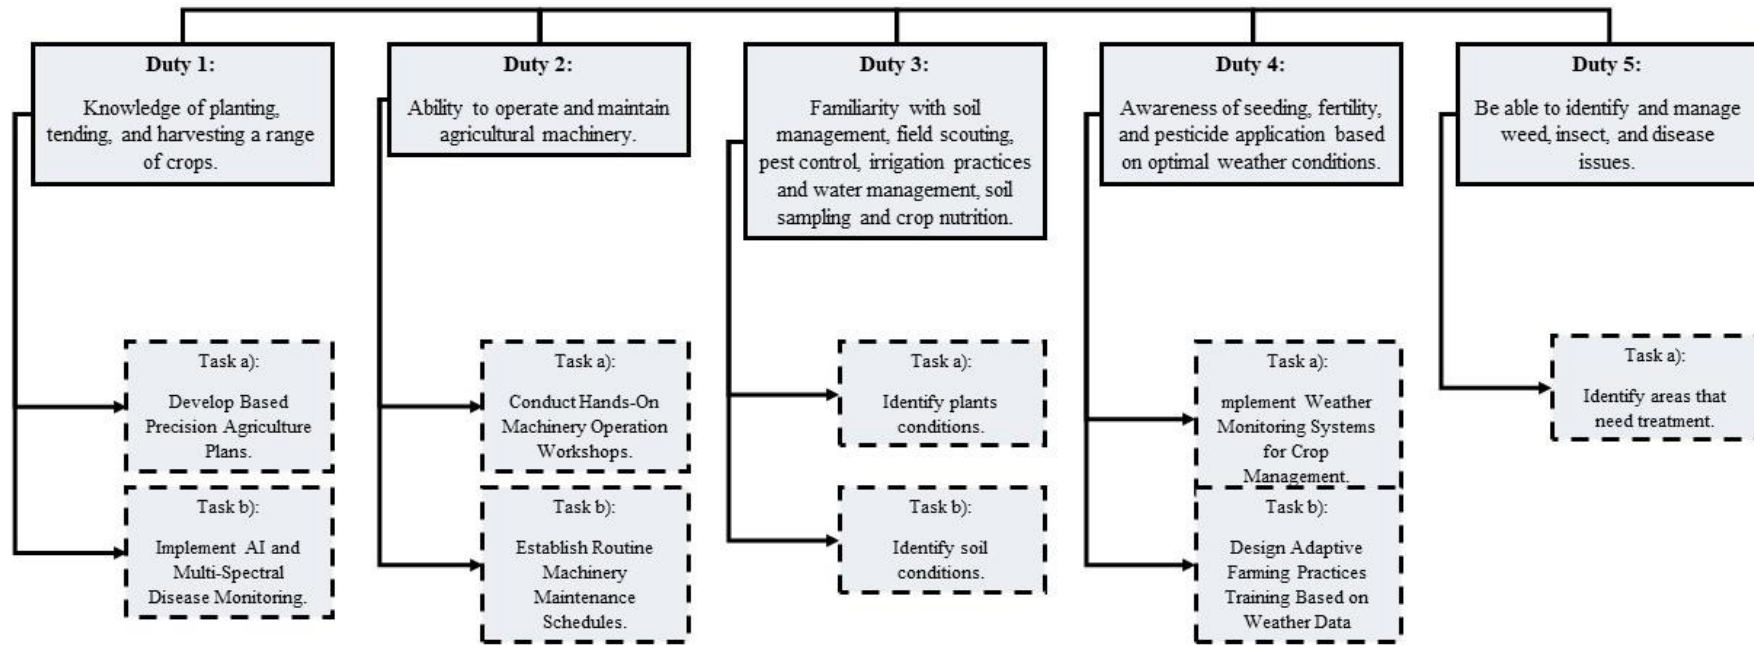 Duty 1:
Knowledge of planting,
tending, and harvesting a range
of crops.
Task a):
Develop Based
Precision Agriculture
Plans.
Task b):
Implement AI and
Multi-Spectral
Disease Monitoring.
Duty 2:
Ability to operate and maintain
agricultural machinery.
Task a):
Conduct Hands-On
Machinery Operation
Workshops.
Task b):
Establish Routine
Machinery
Maintenance
Schedules.
Duty 3:
Familiarity with soil
management, field scouting,
pest control, irrigation practices
and water management, soil
sampling and crop nutrition.
Task a):
Identify plants
conditions.
Task b):
Identify soil
conditions.
Duty 4:
Awareness of seeding, fertility,
and pesticide application based
on optimal weather conditions.
Task a):
mplement Weather
Monitoring Systems
for Crop
Management.
Task b):
Design Adaptive
Farming Practices
Training Based on
Weather Data
Duty 5:
Be able to identify and manage
weed, insect, and disease
issues.
Task a):
Identify areas that
need treatment.